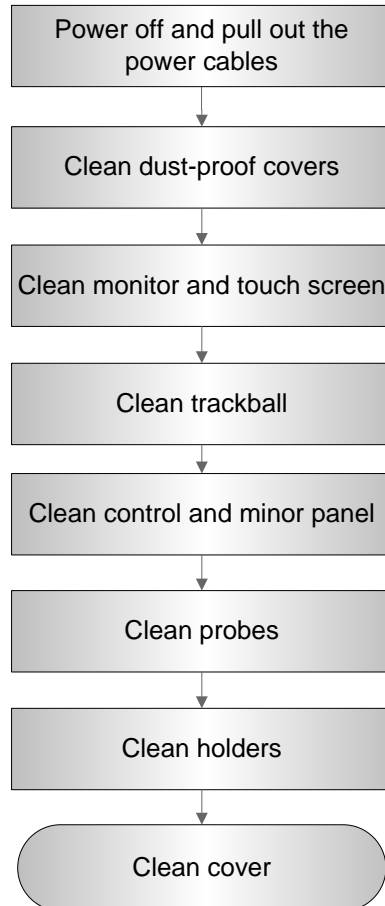 Power off and pull out the
power cables
Clean dust-proof covers
Clean monitor and touch screen
Clean trackball
Clean control and minor panel
Clean probes
Clean holders
Clean cover